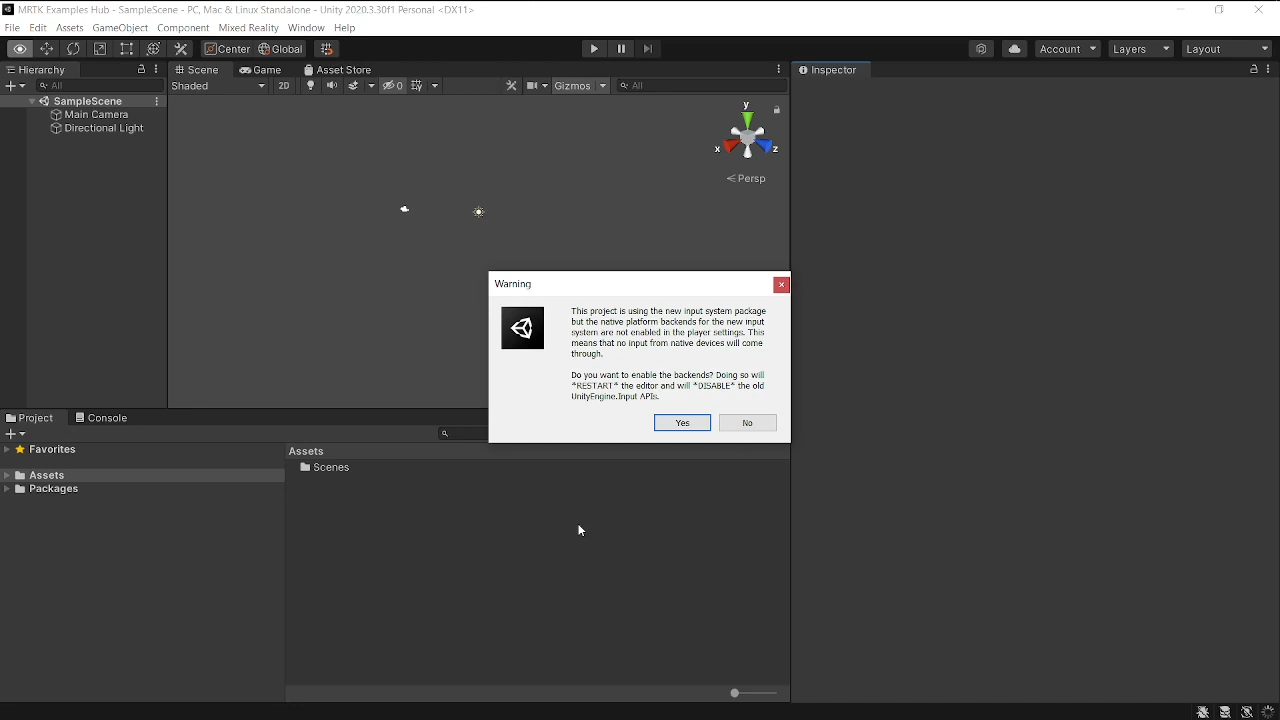 MRTK Examples Hub - SampleScene - PC, Mac & Linux Standalone - Unity 2020.3.30f1 Personal <DX11>
File Edit Assets GameObject Component Mixed Reality Window Help
Center Global Account Layers Layout
Hierarchy Scene Game Asset Store Inspector
All Shaded 2D 0 Gizmos All
SampleScene
Main Camera
Directional Light
y
x z
Persp
Warning
This project is using the new input system package
but the native platform backends for the new input
system are not enabled in the player settings. This
means that no input from native devices will come
through.
Do you want to enable the backends? Doing so will
*RESTART* the editor and will *DISABLE* the old
UnityEngine.Input APIs.
Yes No
Project Console
Favorites
Assets
Packages
Assets
Scenes